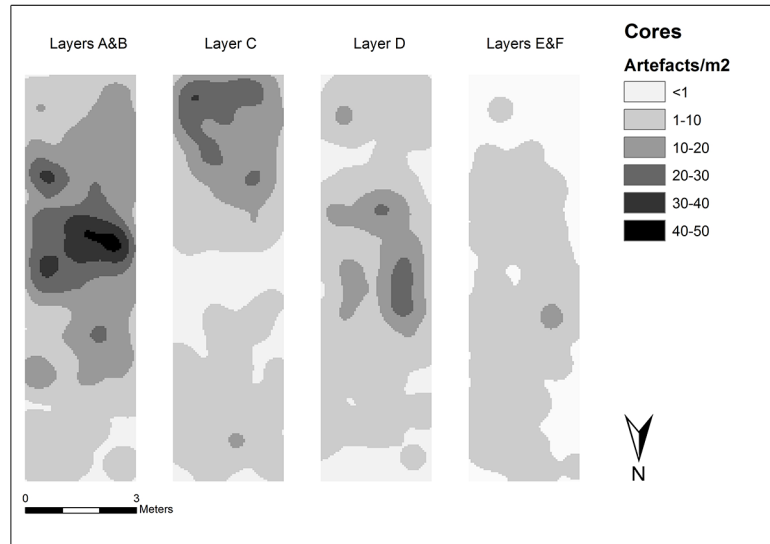 Layers A&B
Layer C
Layer D
Layers E&F
Cores
Artefacts/m2
<1
1-10
10-20
20-30
30-40
40-50
N
0 3
Meters